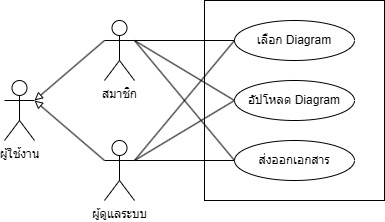 เลือก Diagram
สมาชิก
อัปโหลด Diagram
ผู้ใช้งาน
ส่งออกเอกสาร
ผู้ดูแลระบบ